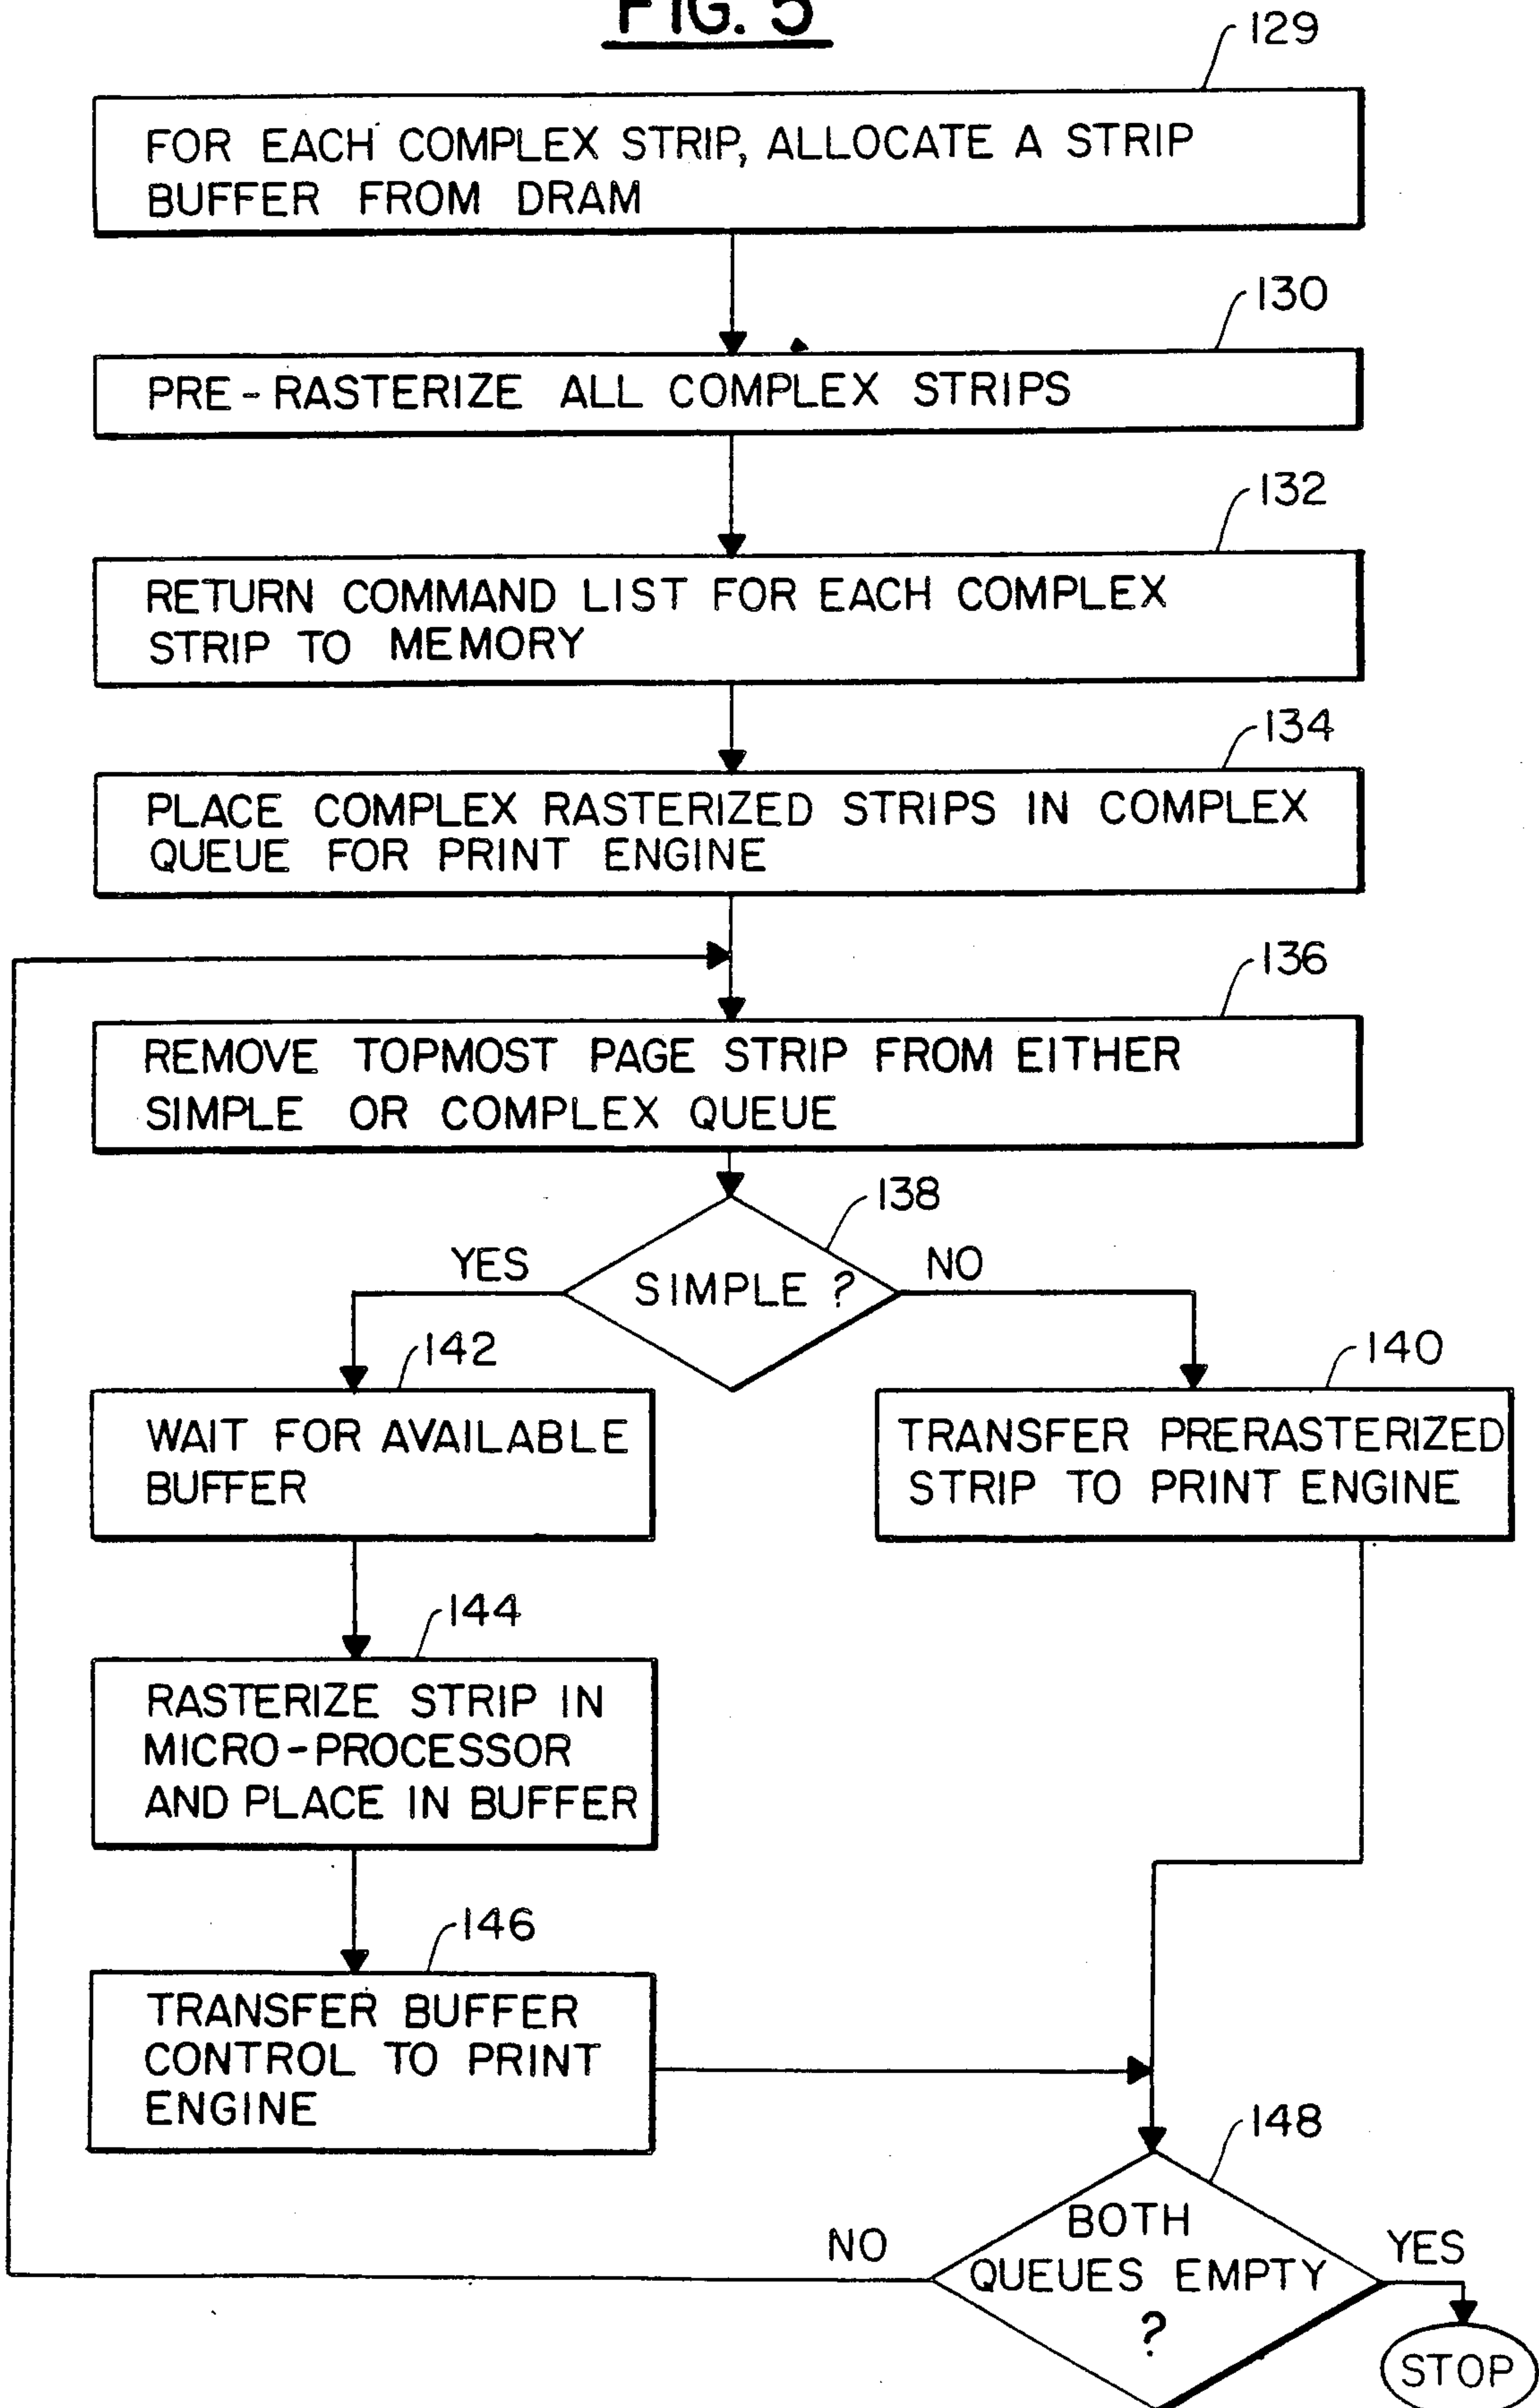 FIG. 5
129
FOR EACH COMPLEX STRIP, ALLOCATE A STRIP
BUFFER FROM DRAM
130
PRE-RASTERIZE ALL COMPLEX STRIPS
132
RETURN COMMAND LIST FOR EACH COMPLEX
STRIP TO MEMORY
134
PLACE COMPLEX RASTERIZED STRIPS IN COMPLEX
QUEUE FOR PRINT ENGINE
136
REMOVE TOPMOST PAGE STRIP FROM EITHER
SIMPLE OR COMPLEX QUEUE
138
YES
SIMPLE ?
NO
142
WAIT FOR AVAILABLE
BUFFER
140
TRANSFER PRERASTERIZED
STRIP TO PRINT ENGINE
144
RASTERIZE STRIP IN
MICRO-PROCESSOR
AND PLACE IN BUFFER
146
TRANSFER BUFFER
CONTROL TO PRINT
ENGINE
148
BOTH
QUEUES EMPTY
?
NO
YES
STOP